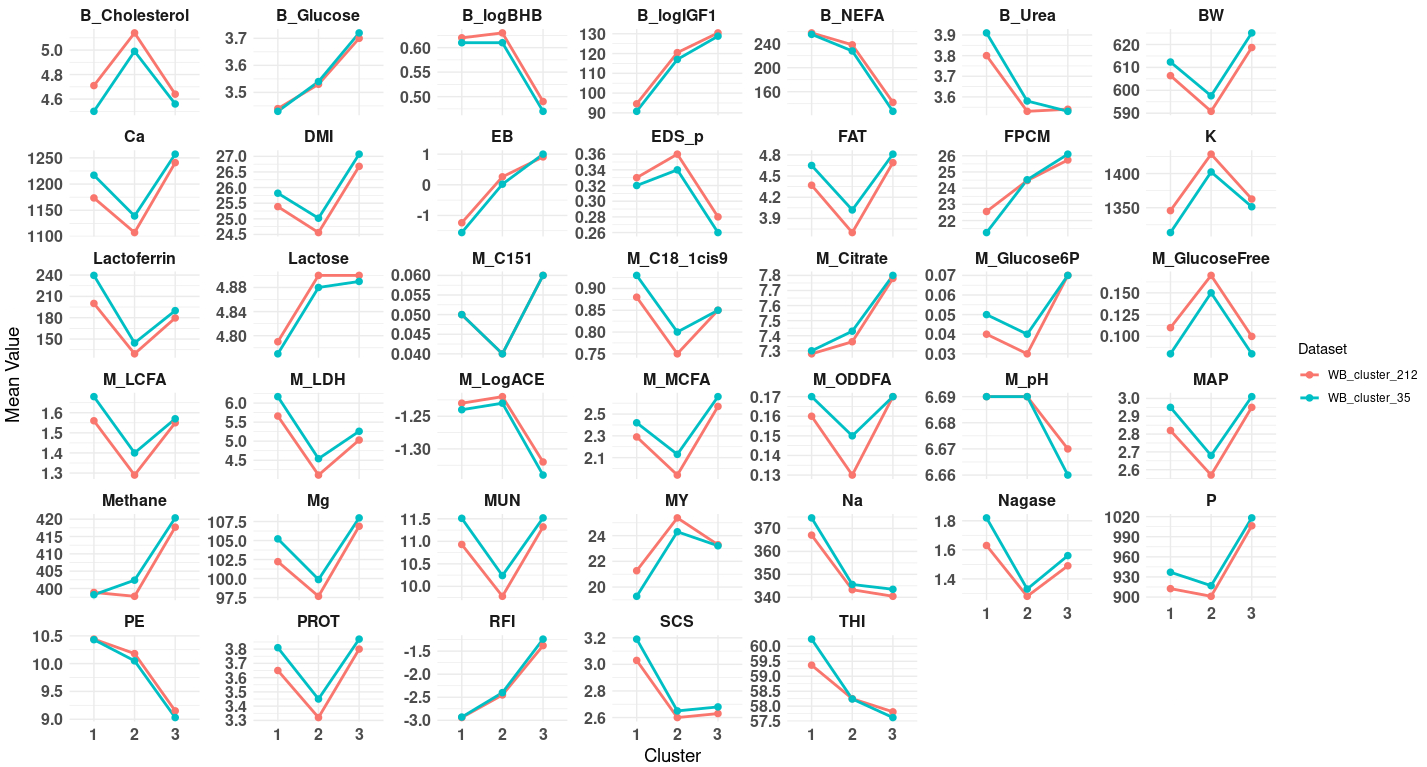 B_Cholesterol B_Glucose B_logBHB B_logIGF1 B_NEFA B_Urea BW
5.0 3.7 0.60 130 240 3.9 620
4.8 3.6 0.55 120 200 3.8 610
4.6 3.5 0.50 110 160 3.7 600
100 3.6 590
90
Ca DMI EB EDS_p FAT FPCM K
1250 27.0 1 0.36 4.8 26 1400
1200 26.5 0 0.34 4.5 25 1350
1150 26.0 -1 0.32 4.2 24
1100 25.5 0.30 3.9 23
25.0 0.28 22
24.5 0.26
Lactoferrin Lactose M_C151 M_C18_1cis9 M_Citrate M_Glucose6P M_GlucoseFree
240 4.88 0.060 0.90 7.8 0.07 0.150
210 4.84 0.055 0.85 7.7 0.06 0.100
180 4.80 0.050 0.80 7.6 0.05
150 0.045 0.75 7.5 0.04
0.040 7.4 0.03
7.3
M_LCFA M_LDH M_LogACE M_MCFA M_ODDFA M_pH MAP
1.6 6.0 -1.25 2.5 0.17 6.69 3.0
1.5 5.5 -1.30 2.3 0.16 6.68 2.9
1.4 5.0 2.1 0.15 6.67 2.8
1.3 4.5 0.14 6.66 2.7
0.13 2.6
Methane Mg MUN MY Na Nagase P
420 107.5 11.5 24 370 1.8 1020
415 105.0 11.0 22 360 1.6 990
410 102.5 10.5 20 350 1.4 960
405 100.0 10.0 340 930
400 97.5 900
1 2 3 1 2 3
PE PROT RFI SCS THI
10.5 3.8 -1.5 3.2 60.0
10.0 3.7 -2.0 3.0 59.5
9.5 3.6 -2.5 2.8 59.0
9.0 3.5 -3.0 2.6 58.5
3.4 58.0
3.3 57.5
1 2 3 1 2 3 1 2 3 1 2 3 1 2 3
Cluster
Mean Value
Dataset
WB_cluster_212
WB_cluster_35